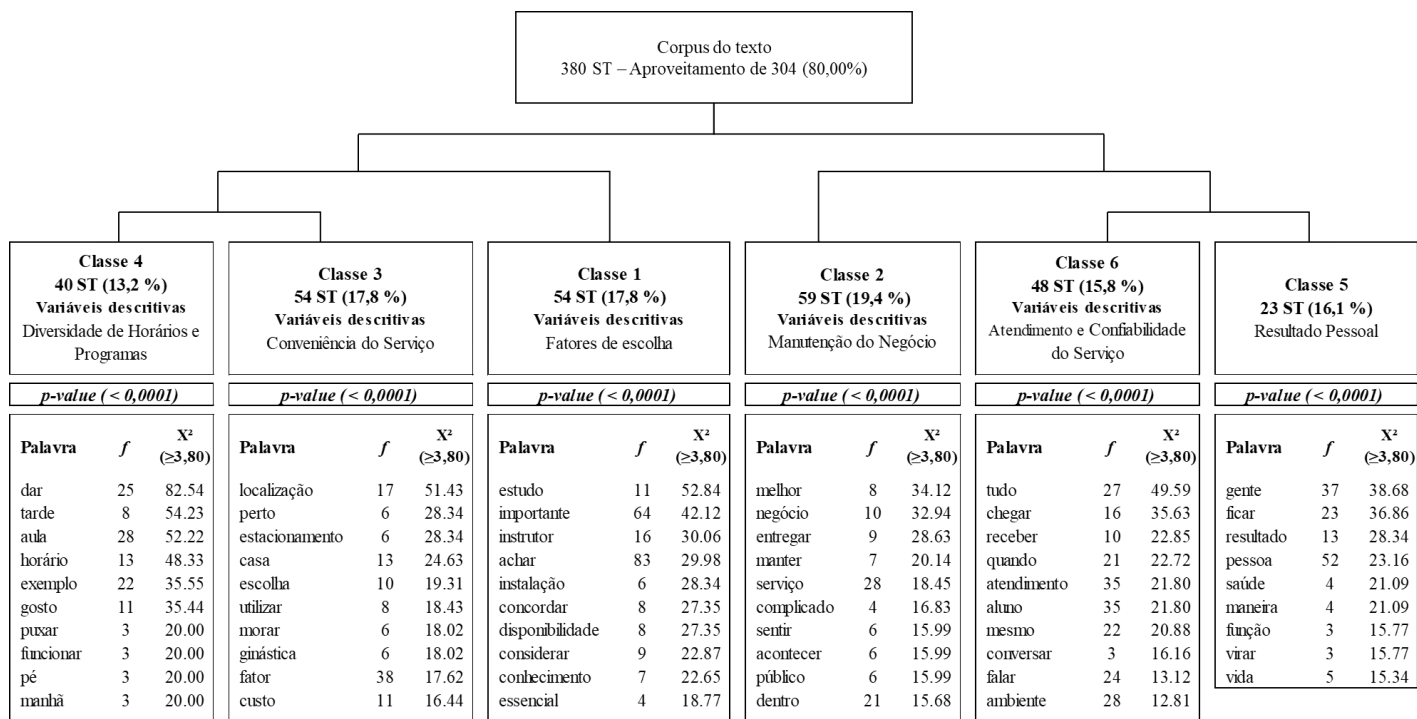 Corpus do texto
380 ST – Aproveitamento de 304 (80,00%)
Classe 4
40 ST (13,2 %)
Variáveis descritivas
Diversidade de Horários e
Programas
p-value (< 0,0001)
Palavra f X² (≥3,80)
dar 25 82.54
tarde 8 54.23
aula 28 52.22
horário 13 48.33
exemplo 22 35.55
gosto 11 35.44
puxar 3 20.00
funcionar 3 20.00
pé 3 20.00
manhã 3 20.00
Classe 3
54 ST (17,8 %)
Variáveis descritivas
Conveniência do Serviço
p-value (< 0,0001)
Palavra f X² (≥3,80)
localização 17 51.43
perto 6 28.34
estacionamento 6 28.34
casa 13 24.63
escolha 10 19.31
utilizar 8 18.43
morar 6 18.02
ginástica 6 18.02
fator 38 17.62
custo 11 16.44
Classe 1
54 ST (17,8 %)
Variáveis descritivas
Fatores de escolha
p-value (< 0,0001)
Palavra f X² (≥3,80)
estudo 11 52.84
importante 64 42.12
instrutor 16 30.06
achar 83 29.98
instalação 6 28.34
concordar 8 27.35
disponibilidade 8 27.35
considerar 9 22.87
conhecimento 7 22.65
essencial 4 18.77
Classe 2
59 ST (19,4 %)
Variáveis descritivas
Manutenção do Negócio
p-value (< 0,0001)
Palavra f X² (≥3,80)
melhor 8 34.12
negócio 10 32.94
entregar 9 28.63
manter 7 20.14
serviço 28 18.45
complicado 4 16.83
sentir 6 15.99
acontecer 6 15.99
público 6 15.99
dentro 21 15.68
Classe 6
48 ST (15,8 %)
Variáveis descritivas
Atendimento e Confiabilidade
do Serviço
p-value (< 0,0001)
Palavra f X² (≥3,80)
tudo 27 49.59
chegar 16 35.63
receber 10 22.85
quando 21 22.72
atendimento 35 21.80
aluno 35 21.80
mesmo 22 20.88
conversar 3 16.16
falar 24 13.12
ambiente 28 12.81
Classe 5
23 ST (16,1 %)
Resultado Pessoal
p-value (< 0,0001)
Palavra f X² (≥3,80)
gente 37 38.68
ficar 23 36.86
resultado 13 28.34
pessoa 52 23.16
saúde 4 21.09
maneira 4 21.09
função 3 15.77
virar 3 15.77
vida 5 15.34